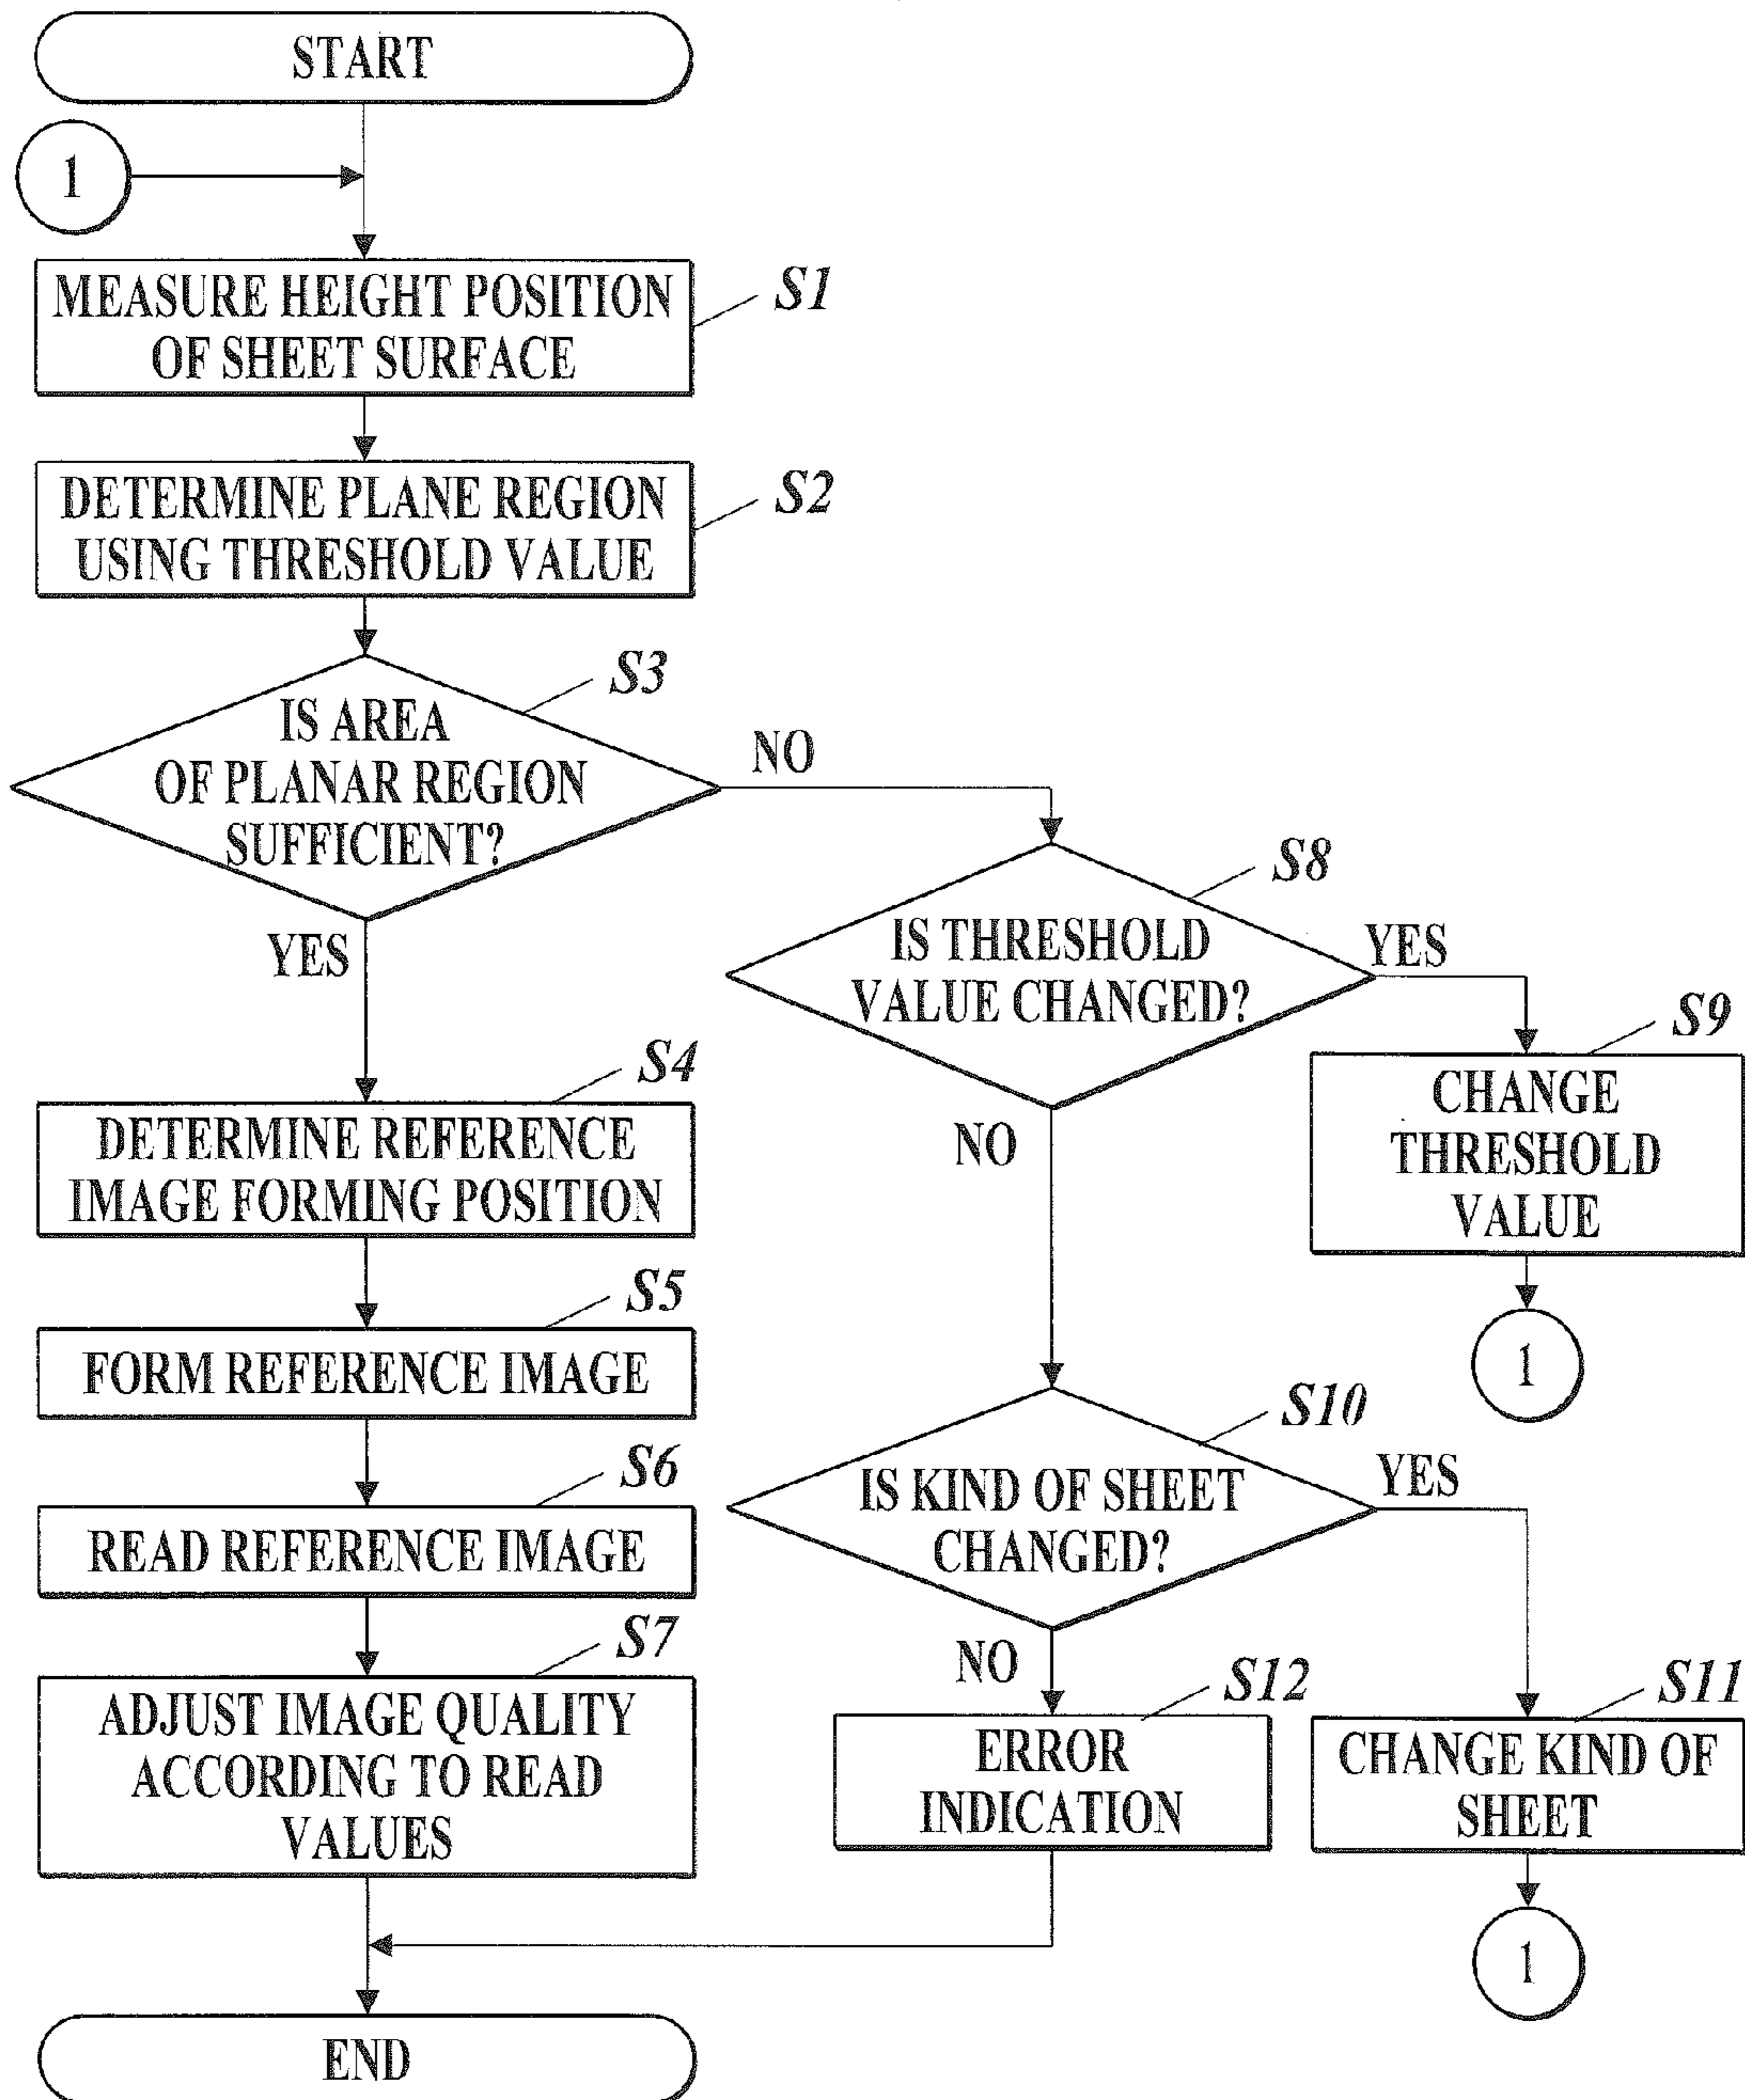 START
1
MEASURE HEIGHT POSITION
OF SHEET SURFACE
S1
DETERMINE PLANE REGION
USING THRESHOLD VALUE
S2
IS AREA
OF PLANAR REGION
SUFFICIENT?
S3
NO
YES
IS THRESHOLD
VALUE CHANGED?
S8
YES
NO
CHANGE
THRESHOLD
VALUE
S9
1
DETERMINE REFERENCE
IMAGE FORMING POSITION
S4
FORM REFERENCE IMAGE
S5
READ REFERENCE IMAGE
S6
ADJUST IMAGE QUALITY
ACCORDING TO READ
VALUES
S7
IS KIND OF SHEET
CHANGED?
S10
YES
NO
ERROR
INDICATION
S12
CHANGE KIND OF
SHEET
S11
1
END